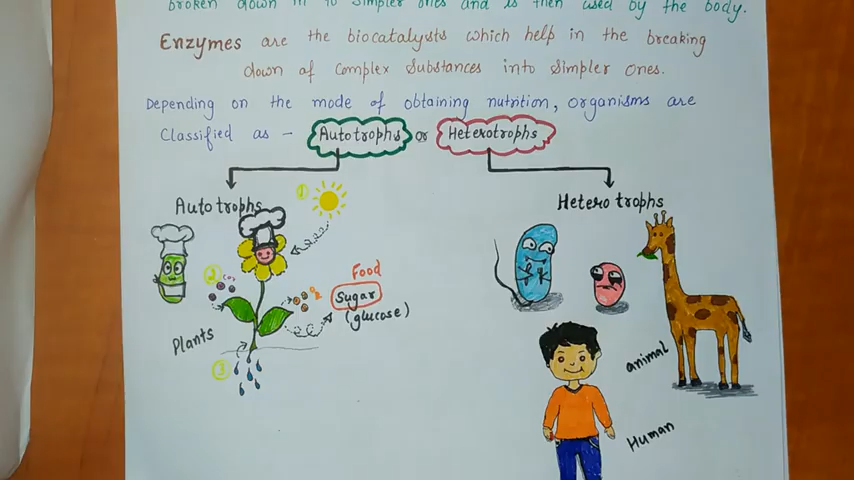 broken down in to simpler ones and is then used by the body.
Enzymes are the biocatalysts which help in the breaking
down of Complex Substances into Simpler Ones.
Depending on the mode of obtaining nutrition, organisms are
Classified as - Autotrophs or Heterotrophs
Autotrophs
Heterotrophs
1
2 CO2
O2
Food
Sugar
(glucose)
Plants
3
animal
Human